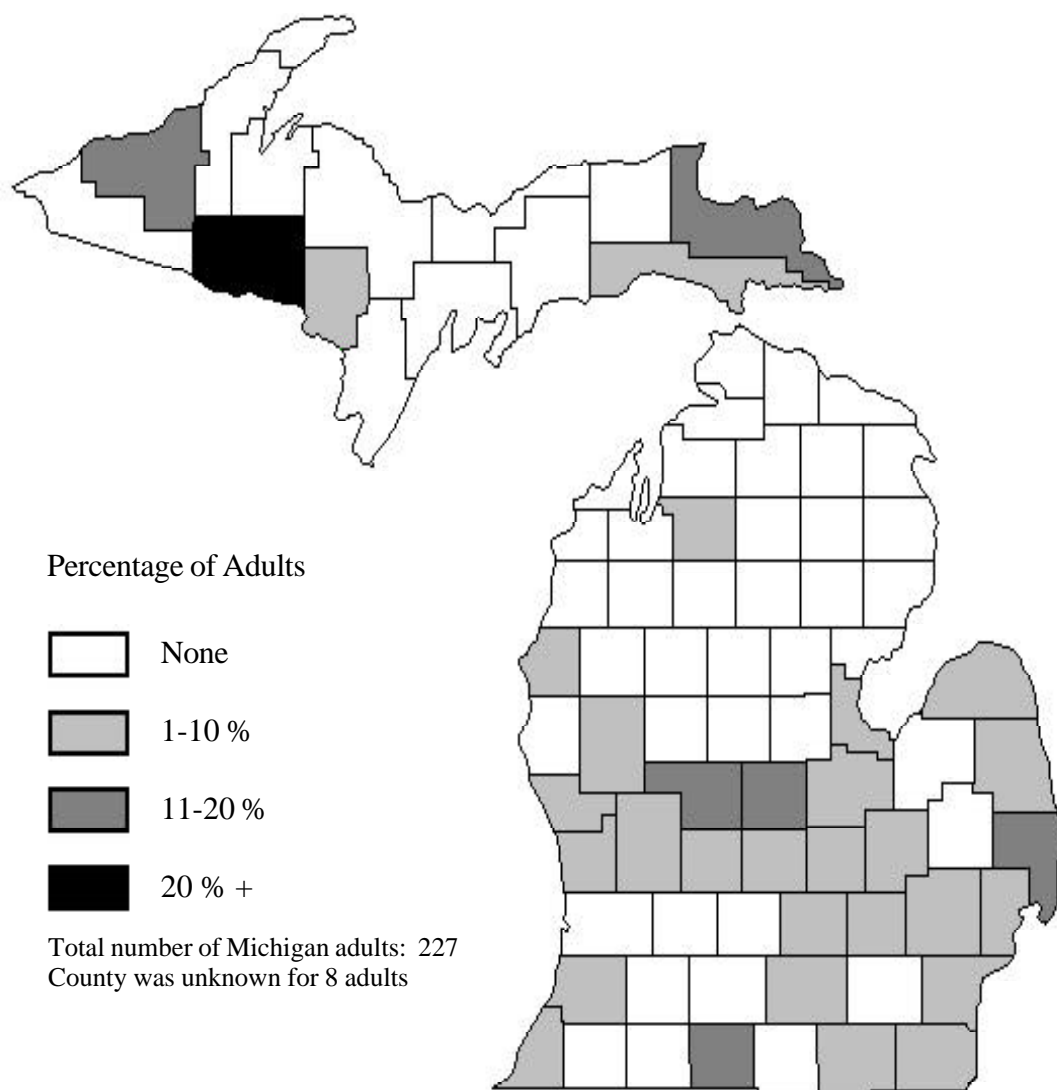 Percentage of Adults
None
1-10 %
11-20 %
20 % +
Total number of Michigan adults:  227
County was unknown for 8 adults